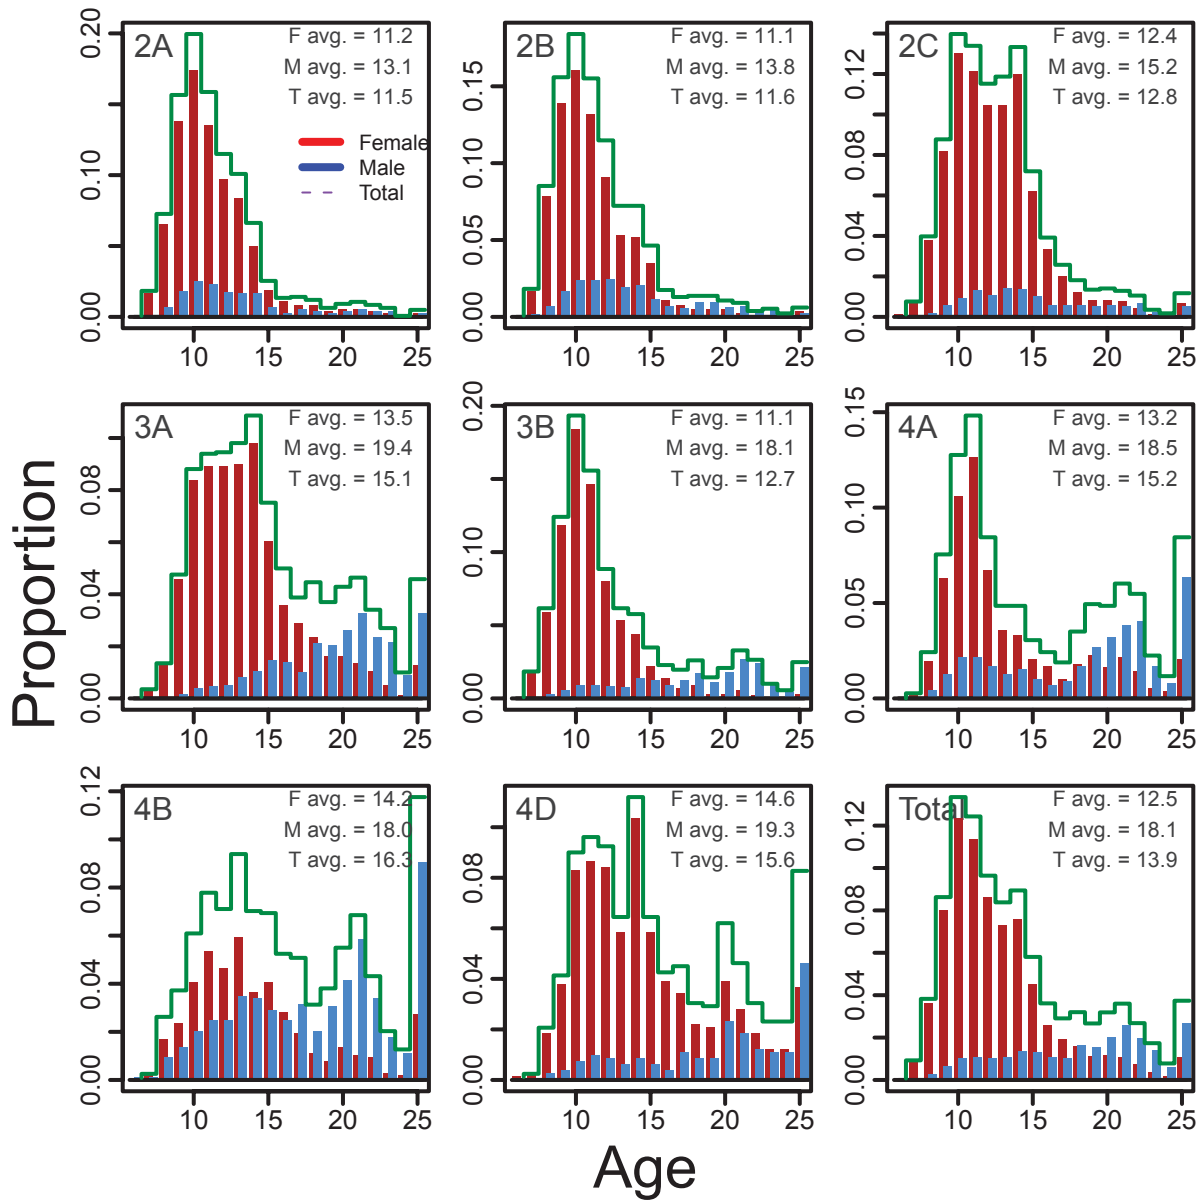 2A
F avg. = 11.2
M avg. = 13.1
T avg. = 11.5
Female
Male
Total
0.00 0.10 0.20
10 15 20 25
2B
F avg. = 11.1
M avg. = 13.8
T avg. = 11.6
0.00 0.05 0.10 0.15
10 15 20 25
2C
F avg. = 12.4
M avg. = 15.2
T avg. = 12.8
0.00 0.04 0.08 0.12
10 15 20 25
3A
F avg. = 13.5
M avg. = 19.4
T avg. = 15.1
0.00 0.04 0.08
10 15 20 25
3B
F avg. = 11.1
M avg. = 18.1
T avg. = 12.7
0.00 0.10 0.20
10 15 20 25
4A
F avg. = 13.2
M avg. = 18.5
T avg. = 15.2
0.00 0.05 0.10 0.15
10 15 20 25
4B
F avg. = 14.2
M avg. = 18.0
T avg. = 16.3
0.00 0.04 0.08 0.12
10 15 20 25
4D
F avg. = 14.6
M avg. = 19.3
T avg. = 15.6
0.00 0.04 0.08
10 15 20 25
Total
F avg. = 12.5
M avg. = 18.1
T avg. = 13.9
0.00 0.04 0.08 0.12
10 15 20 25
Proportion
Age